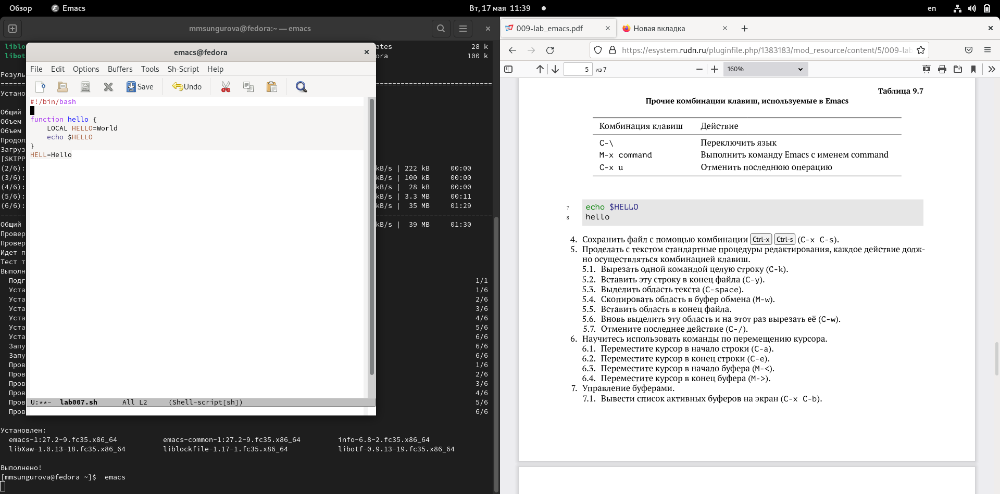 Обзор Emacs Вт, 17 мая 11:39 en
mmsungurova@fedora:~ — emacs
liblo ates 28 k
libot ora 100 k
Резуль
=====
Устано
Общий
Объем
Объем
Продол
Загруз
[SKIPP
(2/6): kB/s | 222 kB 00:00
(3/6): kB/s | 100 kB 00:00
(4/6): kB/s | 28 kB 00:00
(5/6): kB/s | 3.3 MB 00:11
(6/6): kB/s | 35 MB 01:29
Общий kB/s | 39 MB 01:30
Провер
Провер
Идет п
Тест т
Выполн
Подг 1/1
Уста 1/6
Уста 2/6
Уста 3/6
Уста 4/6
Уста 5/6
Уста 6/6
Запу 6/6
Запу 6/6
Пров 1/6
Пров 2/6
Пров 3/6
Пров 4/6
Пров 5/6
Пров 6/6
Установлен:
emacs-1:27.2-9.fc35.x86_64 emacs-common-1:27.2-9.fc35.x86_64 info-6.8-2.fc35.x86_64
libXaw-1.0.13-18.fc35.x86_64 liblockfile-1.17-1.fc35.x86_64 libotf-0.9.13-19.fc35.x86_64
Выполнено!
[mmsungurova@fedora ~]$ emacs
emacs@fedora
File Edit Options Buffers Tools Sh-Script Help
Save Undo
#!/bin/bash
function hello {
    LOCAL HELLO=World
    echo $HELLO
}
HELL=Hello
U:**- lab007.sh All L2 (Shell-script[sh])
009-lab_emacs.pdf Новая вкладка
https://esystem.rudn.ru/pluginfile.php/1383183/mod_resource/content/5/009-lab
5 из 7 160%
Таблица 9.7
Прочие комбинации клавиш, используемые в Emacs
Комбинация клавиш Действие
C-\ Переключить язык
M-x command Выполнить команду Emacs с именем command
C-x u Отменить последнюю операцию
7 echo $HELLO
8 hello
4. Сохранить файл с помощью комбинации Ctrl-x Ctrl-s (C-x C-s).
5. Проделать с текстом стандартные процедуры редактирования, каждое действие долж-
но осуществляться комбинацией клавиш.
5.1. Вырезать одной командой целую строку (C-k).
5.2. Вставить эту строку в конец файла (C-y).
5.3. Выделить область текста (C-space).
5.4. Скопировать область в буфер обмена (M-w).
5.5. Вставить область в конец файла.
5.6. Вновь выделить эту область и на этот раз вырезать её (C-w).
5.7. Отмените последнее действие (C-/).
6. Научитесь использовать команды по перемещению курсора.
6.1. Переместите курсор в начало строки (C-a).
6.2. Переместите курсор в конец строки (C-e).
6.3. Переместите курсор в начало буфера (M-<).
6.4. Переместите курсор в конец буфера (M->).
7. Управление буферами.
7.1. Вывести список активных буферов на экран (C-x C-b).